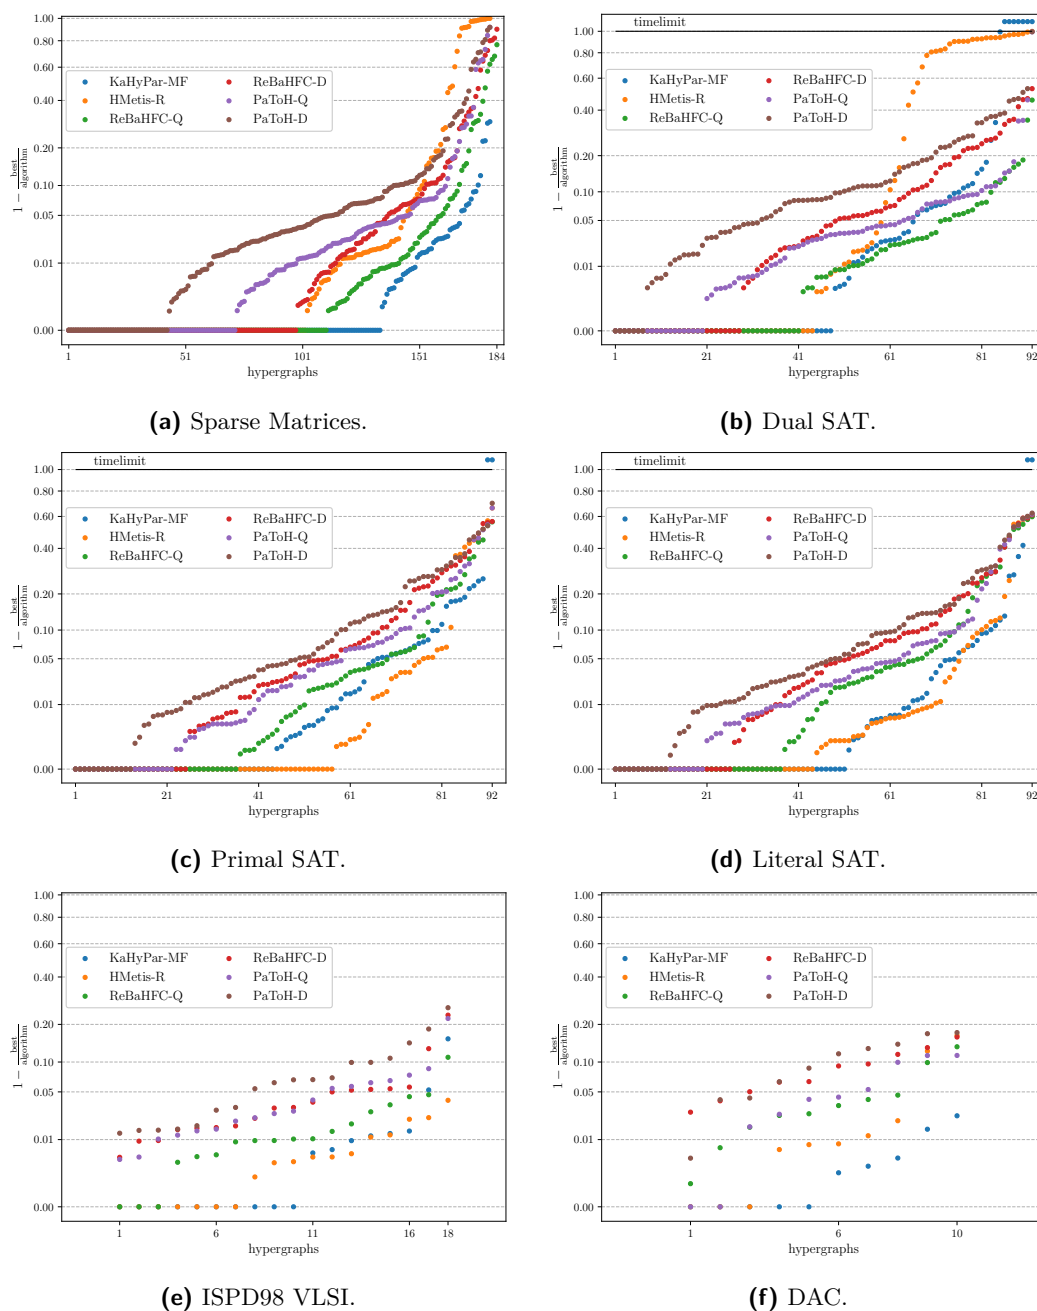 1.00
0.80
0.60
0.40
0.20
0.10
0.05
0.01
0.00
1 − best/algorithm
KaHyPar-MF
HMetis-R
ReBaHFC-Q
ReBaHFC-D
PaToH-Q
PaToH-D
1 51 101 151 184
hypergraphs
(a) Sparse Matrices.
timelimit
1.00
0.80
0.60
0.40
0.20
0.10
0.05
0.01
0.00
1 − best/algorithm
KaHyPar-MF
HMetis-R
ReBaHFC-Q
ReBaHFC-D
PaToH-Q
PaToH-D
1 21 41 61 81 92
hypergraphs
(b) Dual SAT.
timelimit
1.00
0.80
0.60
0.40
0.20
0.10
0.05
0.01
0.00
1 − best/algorithm
KaHyPar-MF
HMetis-R
ReBaHFC-Q
ReBaHFC-D
PaToH-Q
PaToH-D
1 21 41 61 81 92
hypergraphs
(c) Primal SAT.
timelimit
1.00
0.80
0.60
0.40
0.20
0.10
0.05
0.01
0.00
1 − best/algorithm
KaHyPar-MF
HMetis-R
ReBaHFC-Q
ReBaHFC-D
PaToH-Q
PaToH-D
1 21 41 61 81 92
hypergraphs
(d) Literal SAT.
1.00
0.80
0.60
0.40
0.20
0.10
0.05
0.01
0.00
1 − best/algorithm
KaHyPar-MF
HMetis-R
ReBaHFC-Q
ReBaHFC-D
PaToH-Q
PaToH-D
1 6 11 16 18
hypergraphs
(e) ISPD98 VLSI.
1.00
0.80
0.60
0.40
0.20
0.10
0.05
0.01
0.00
1 − best/algorithm
KaHyPar-MF
HMetis-R
ReBaHFC-Q
ReBaHFC-D
PaToH-Q
PaToH-D
1 6 10
hypergraphs
(f) DAC.